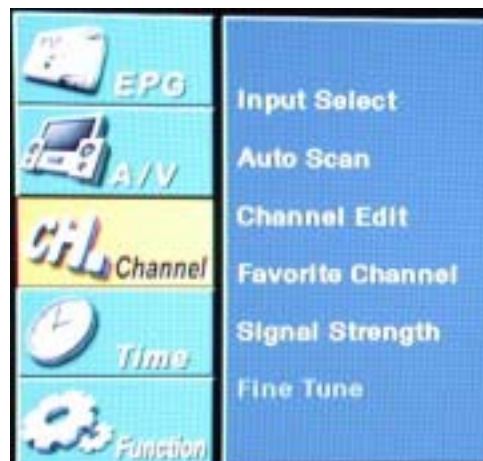 EPG
A/V
CH. Channel
Time
Function
Input Select
Auto Scan
Channel Edit
Favorite Channel
Signal Strength
Fine Tune